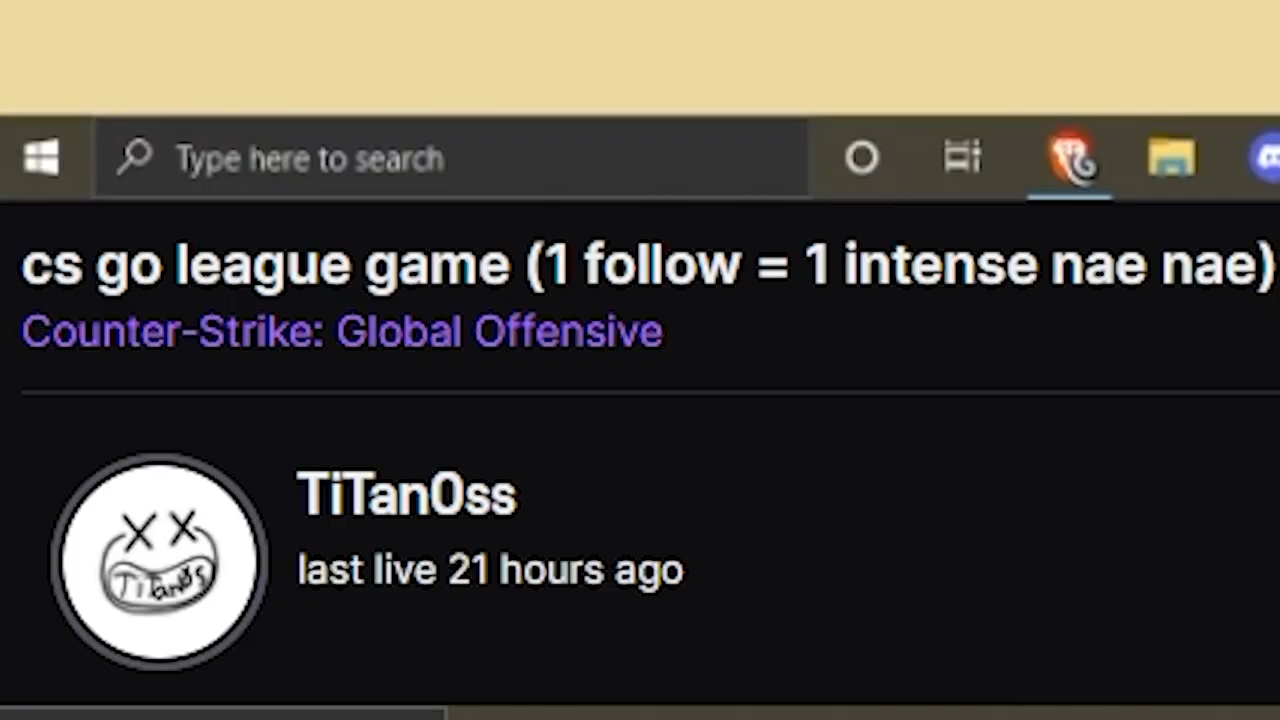 Type here to search
cs go league game (1 follow = 1 intense nae nae)
Counter-Strike: Global Offensive
TiTan0ss
last live 21 hours ago
TiTanØs